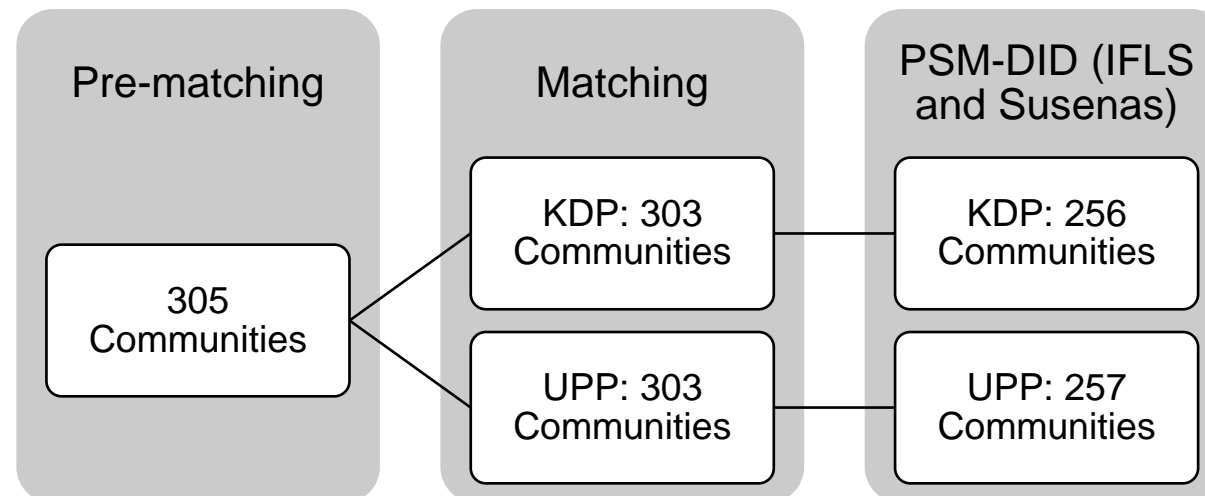 Pre-matching
305
Communities
Matching
KDP: 303
Communities
UPP: 303
Communities
PSM-DID (IFLS
and Susenas)
KDP: 256
Communities
UPP: 257
Communities